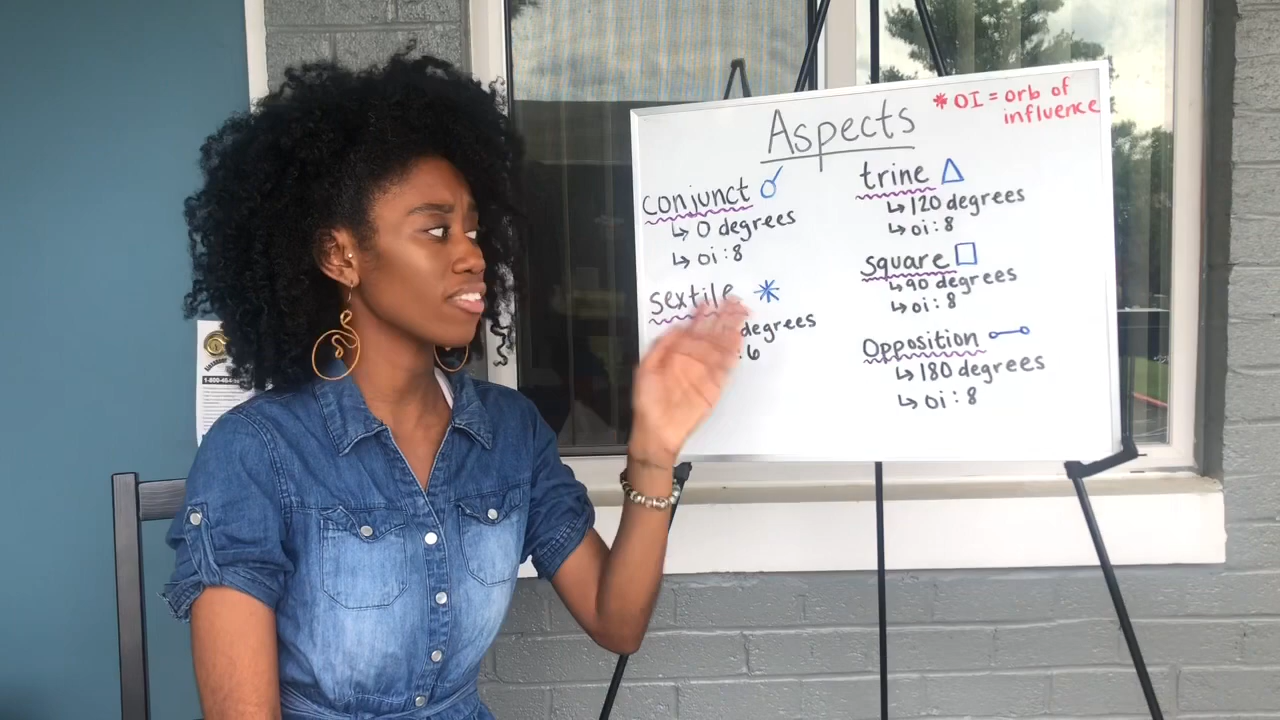 Aspects
* OI = orb of
influence
conjunct
↳ 0 degrees
↳ oi: 8
sextile
degrees
: 6
trine
↳ 120 degrees
↳ oi: 8
square
↳ 90 degrees
↳ oi: 8
Opposition
↳ 180 degrees
↳ oi: 8